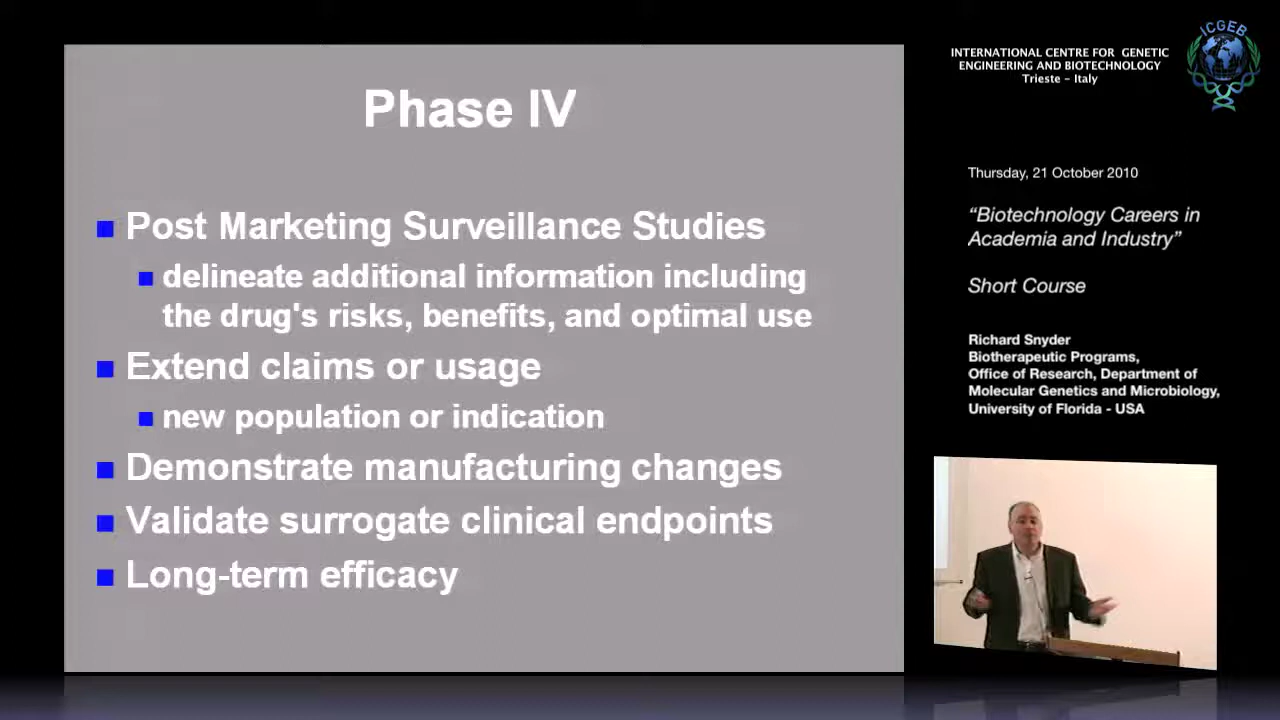 Phase IV
Post Marketing Surveillance Studies
delineate additional information including
the drug's risks, benefits, and optimal use
Extend claims or usage
new population or indication
Demonstrate manufacturing changes
Validate surrogate clinical endpoints
Long-term efficacy
INTERNATIONAL CENTRE FOR GENETIC
ENGINEERING AND BIOTECHNOLOGY
Trieste - Italy
ICGEB
Thursday, 21 October 2010
“Biotechnology Careers in
Academia and Industry”
Short Course
Richard Snyder
Biotherapeutic Programs,
Office of Research, Department of
Molecular Genetics and Microbiology,
University of Florida - USA